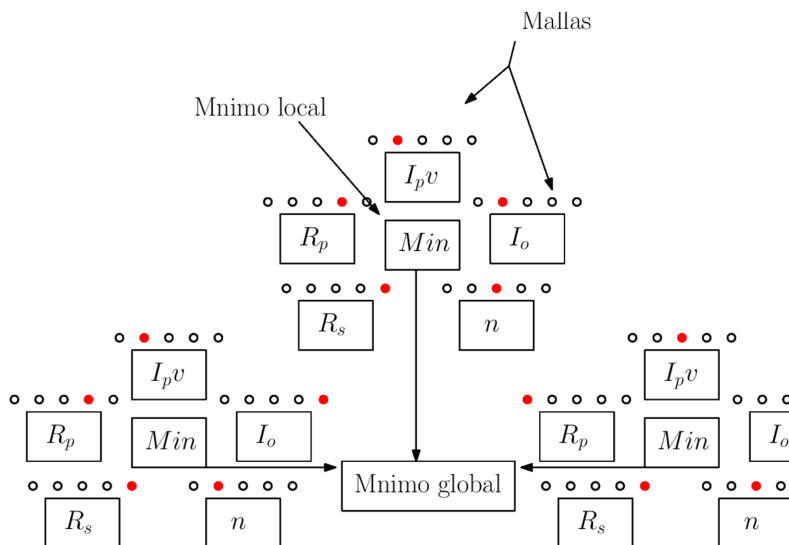 Mallas
Mnimo local
I_p v
R_p
Min
I_o
R_s
n
I_p v
I_p v
R_p
Min
I_o
R_p
Min
I_o
Mnimo global
R_s
n
R_s
n